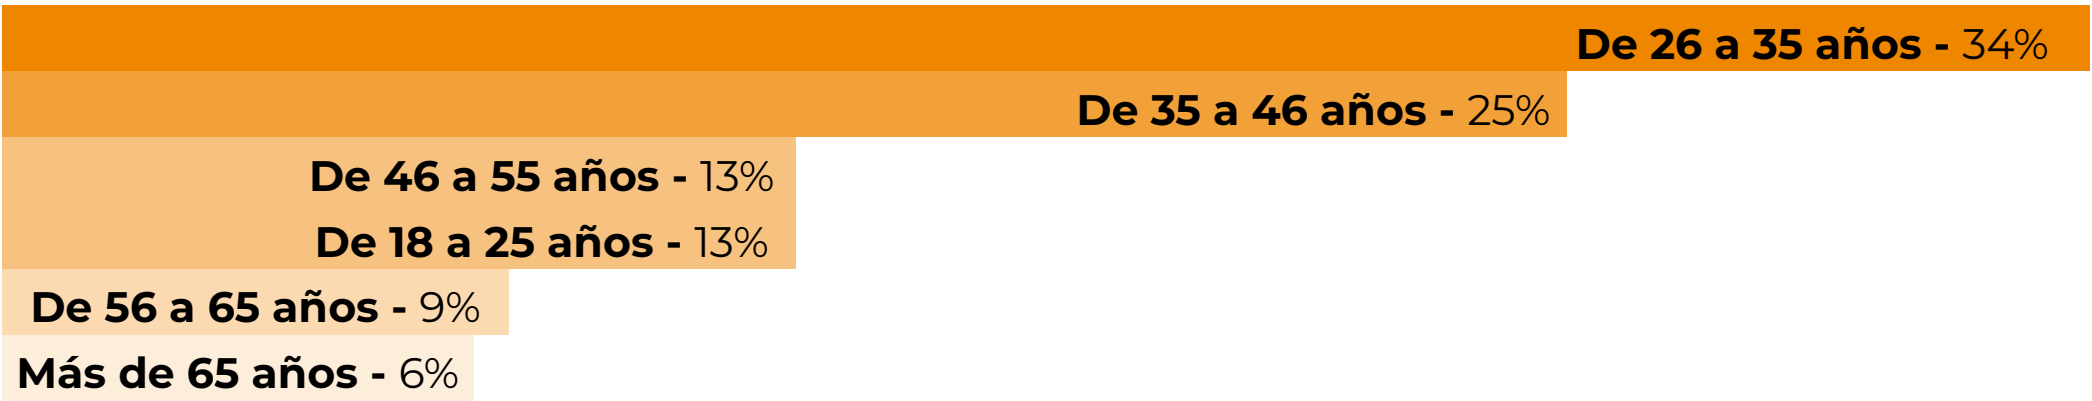 De 26 a 35 años - 34%
De 35 a 46 años - 25%
De 46 a 55 años - 13%
De 18 a 25 años - 13%
De 56 a 65 años - 9%
Más de 65 años - 6%